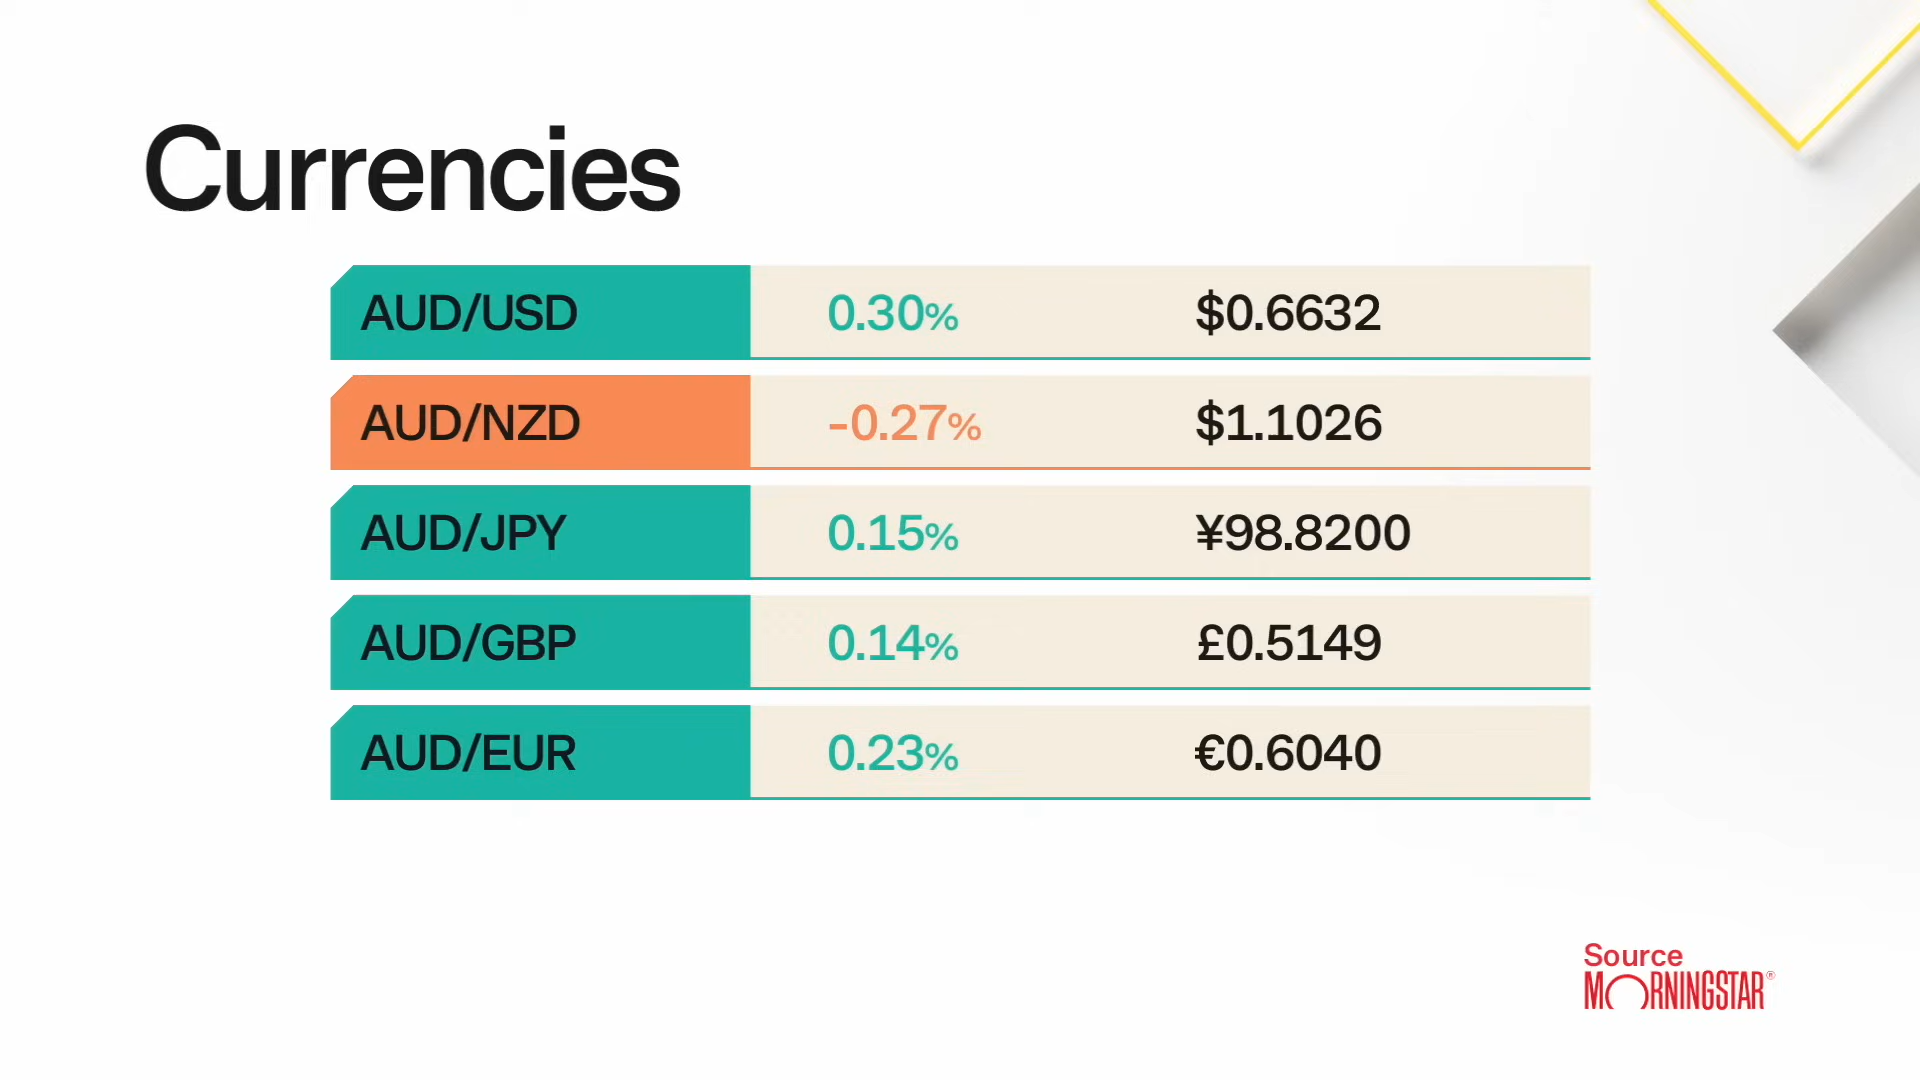 Currencies
AUD/USD 0.30% $0.6632
AUD/NZD -0.27% $1.1026
AUD/JPY 0.15% ¥98.8200
AUD/GBP 0.14% £0.5149
AUD/EUR 0.23% €0.6040
Source
MORNINGSTAR®